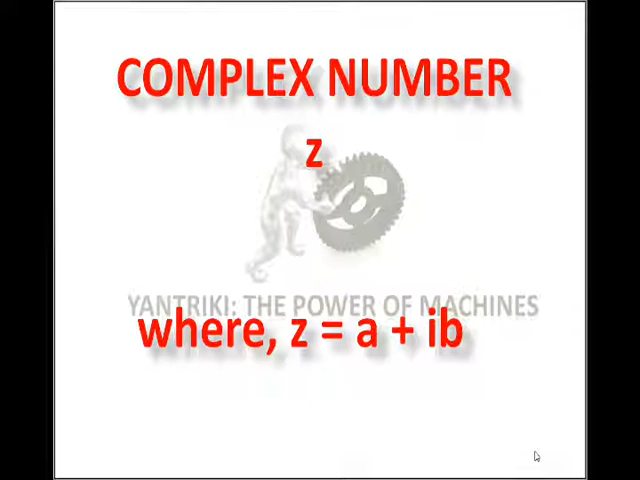 COMPLEX NUMBER
z
YANTRIKI: THE POWER OF MACHINES
where, z = a + ib